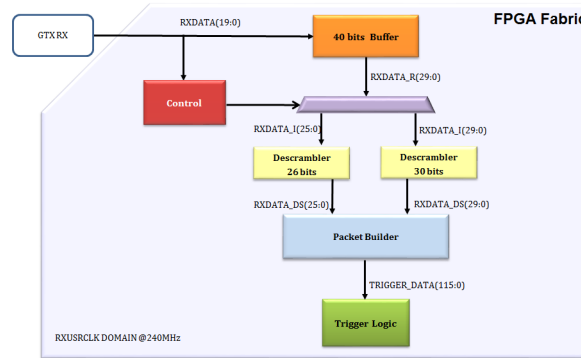 FPGA Fabric
GTX RX
RXDATA(19:0)
40 bits Buffer
RXDATA_R(29:0)
Control
RXDATA_I(25:0)
RXDATA_I(29:0)
Descrambler
26 bits
Descrambler
30 bits
RXDATA_DS(25:0)
RXDATA_DS(29:0)
Packet Builder
TRIGGER_DATA(115:0)
Trigger Logic
RXUSRCLK DOMAIN @240MHz